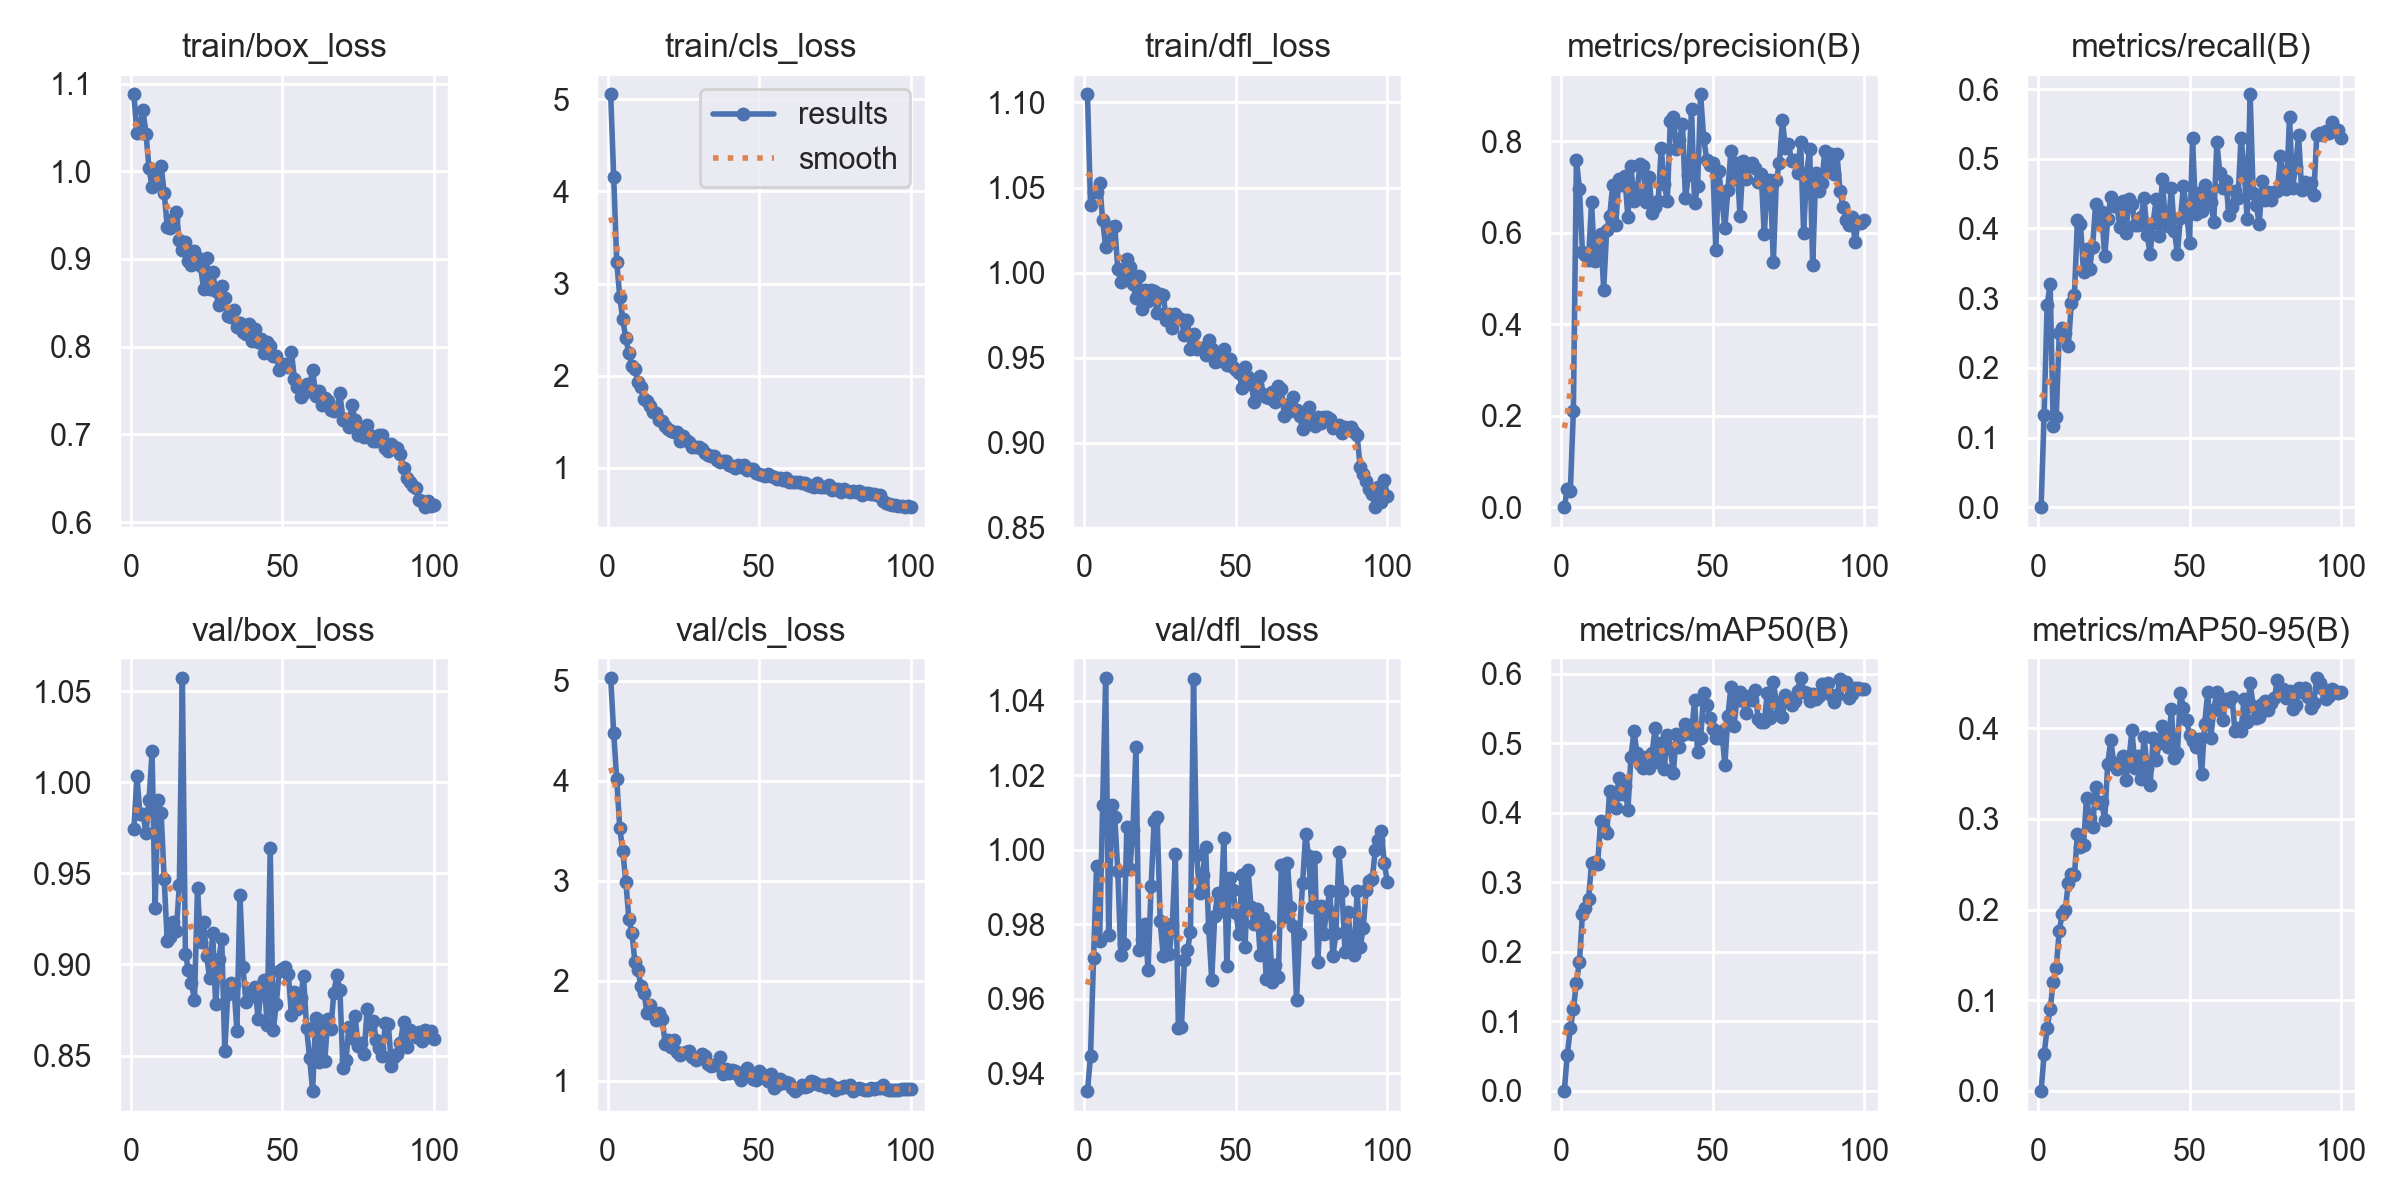 train/box_loss
1.1
1.0
0.9
0.8
0.7
0.6
0 50 100
train/cls_loss
5
4
3
2
1
0 50 100
results
smooth
train/dfl_loss
1.10
1.05
1.00
0.95
0.90
0.85
0 50 100
metrics/precision(B)
0.8
0.6
0.4
0.2
0.0
0 50 100
metrics/recall(B)
0.6
0.5
0.4
0.3
0.2
0.1
0.0
0 50 100
val/box_loss
1.05
1.00
0.95
0.90
0.85
0 50 100
val/cls_loss
5
4
3
2
1
0 50 100
val/dfl_loss
1.04
1.02
1.00
0.98
0.96
0.94
0 50 100
metrics/mAP50(B)
0.6
0.5
0.4
0.3
0.2
0.1
0.0
0 50 100
metrics/mAP50-95(B)
0.4
0.3
0.2
0.1
0.0
0 50 100